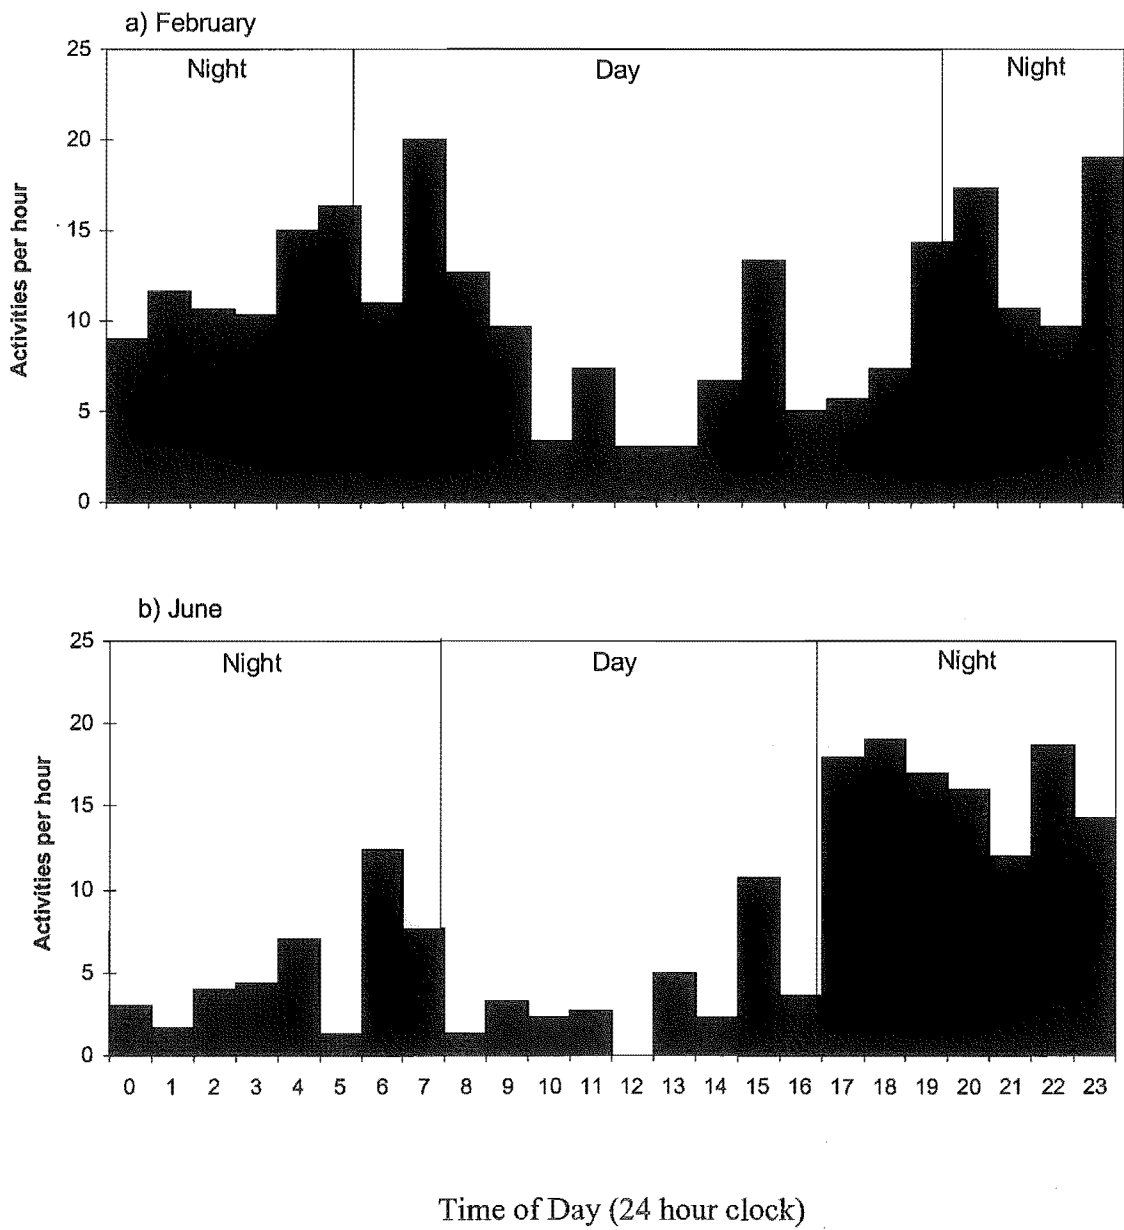 a) February
25
Night Day Night
20
15
10
5
0
Activities per hour
b) June
25
Night Day Night
20
15
10
5
0
Activities per hour
0 1 2 3 4 5 6 7 8 9 10 11 12 13 14 15 16 17 18 19 20 21 22 23
Time of Day (24 hour clock)